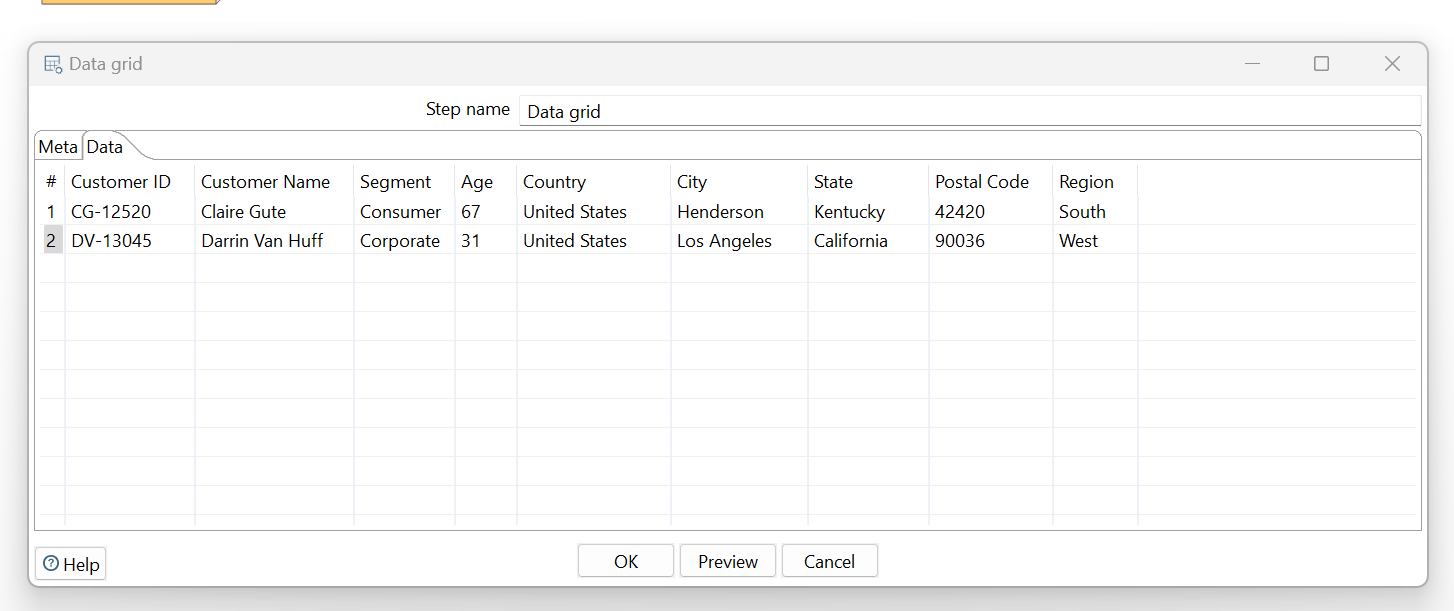 Data grid
Step name Data grid
Meta Data
# Customer ID Customer Name Segment Age Country City State Postal Code Region
1 CG-12520 Claire Gute Consumer 67 United States Henderson Kentucky 42420 South
2 DV-13045 Darrin Van Huff Corporate 31 United States Los Angeles California 90036 West
Help OK Preview Cancel